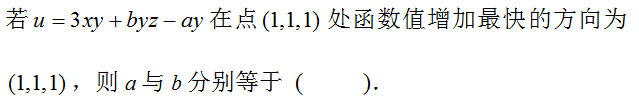 若 u = 3xy + byz − ay 在点 (1,1,1) 处函数值增加最快的方向为
(1,1,1)，则 a 与 b 分别等于 (      ).